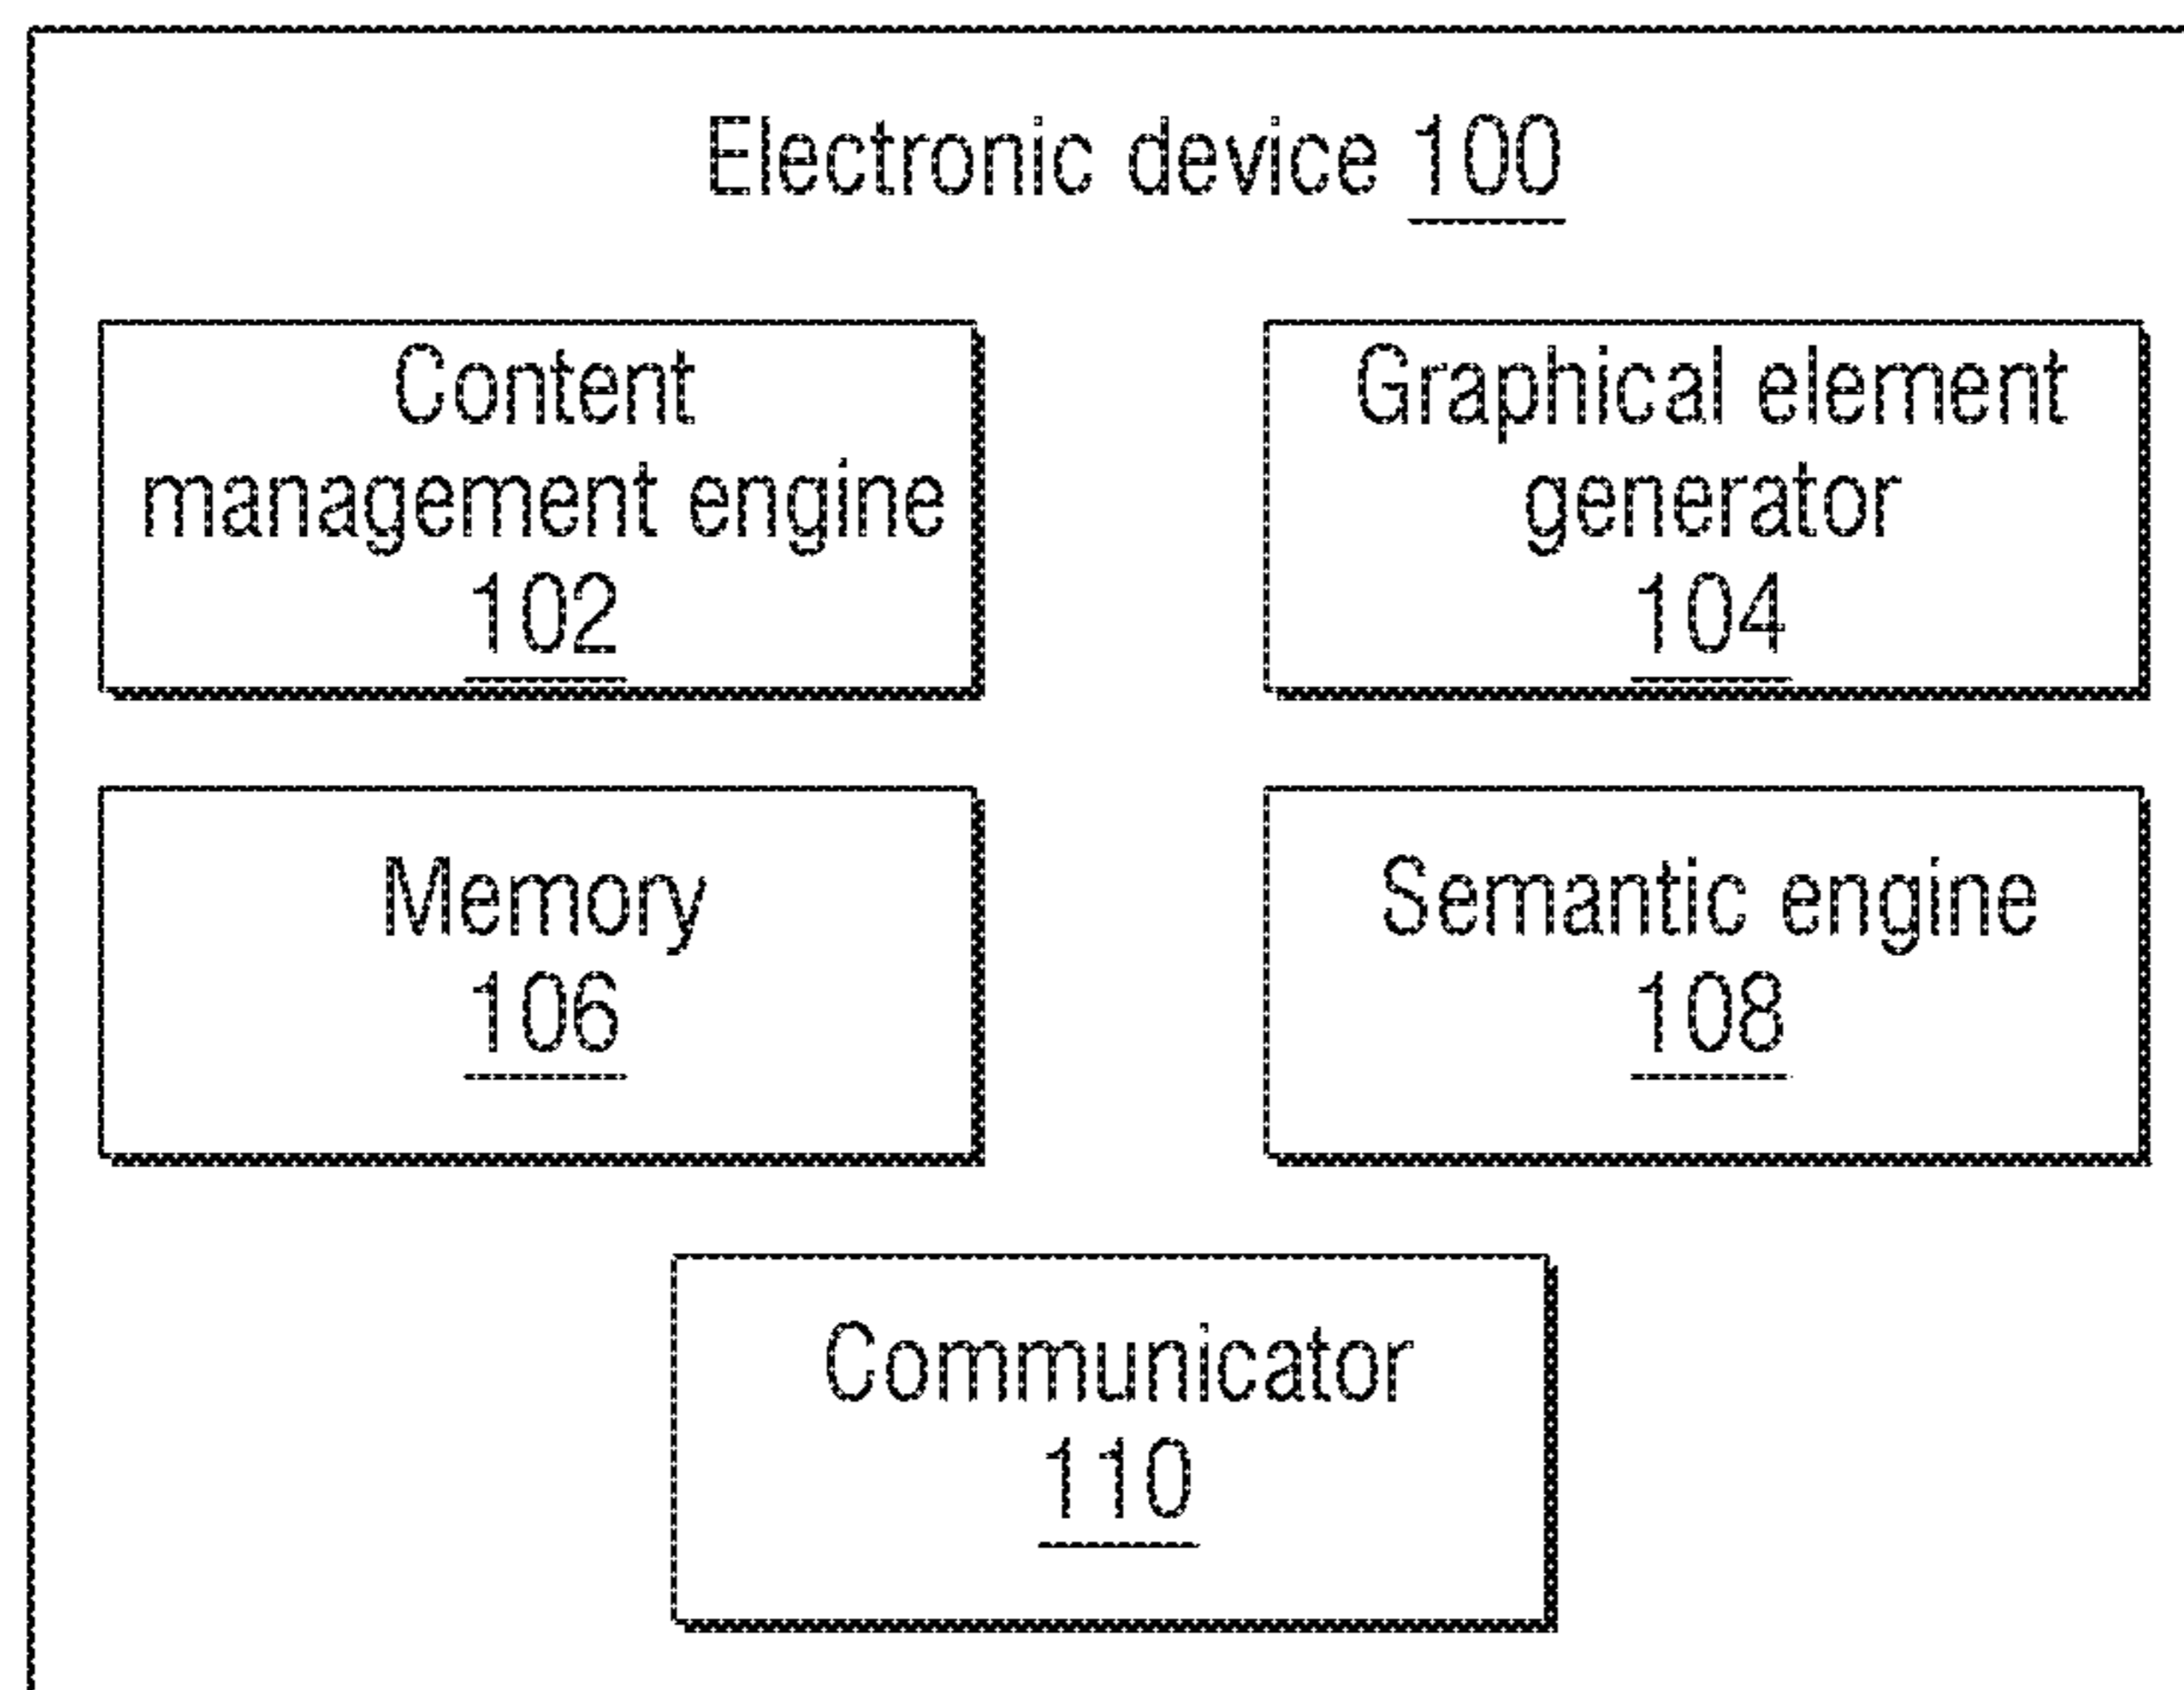 Electronic device 100
Content
management engine
102
Graphical element
generator
104
Memory
106
Semantic engine
108
Communicator
110